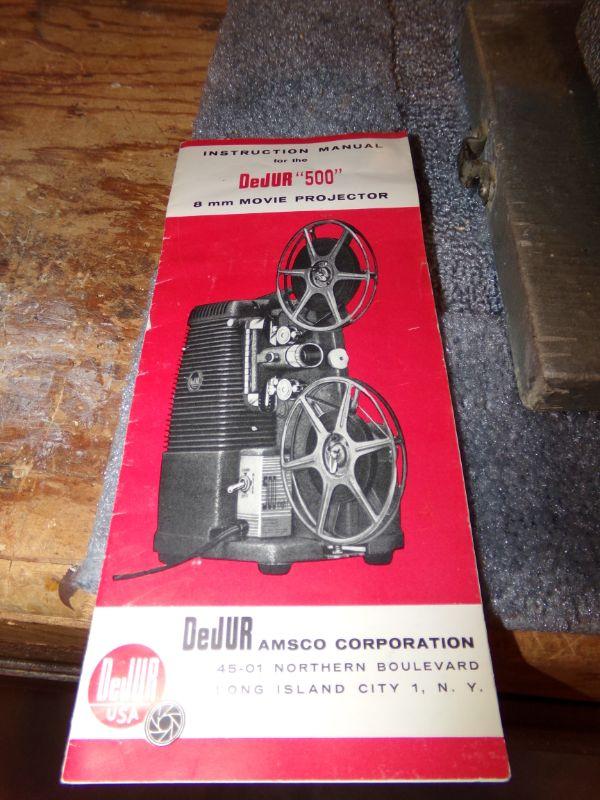 INSTRUCTION MANUAL
for the
DeJUR "500"
8 mm MOVIE PROJECTOR
DeJUR AMSCO CORPORATION
45-01 NORTHERN BOULEVARD
LONG ISLAND CITY 1, N. Y.
DeJUR
USA